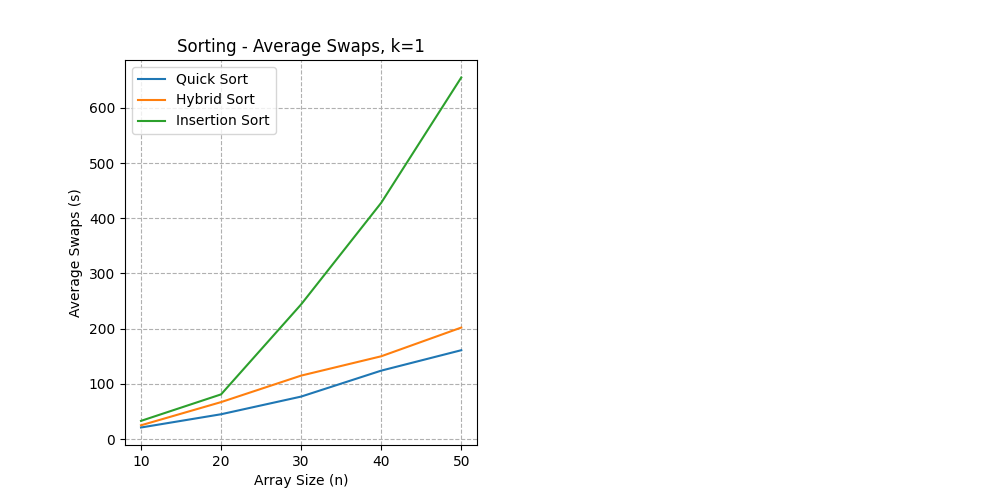 Sorting - Average Swaps, k=1
Quick Sort
Hybrid Sort
Insertion Sort
600
500
400
300
200
100
0
Average Swaps (s)
10 20 30 40 50
Array Size (n)